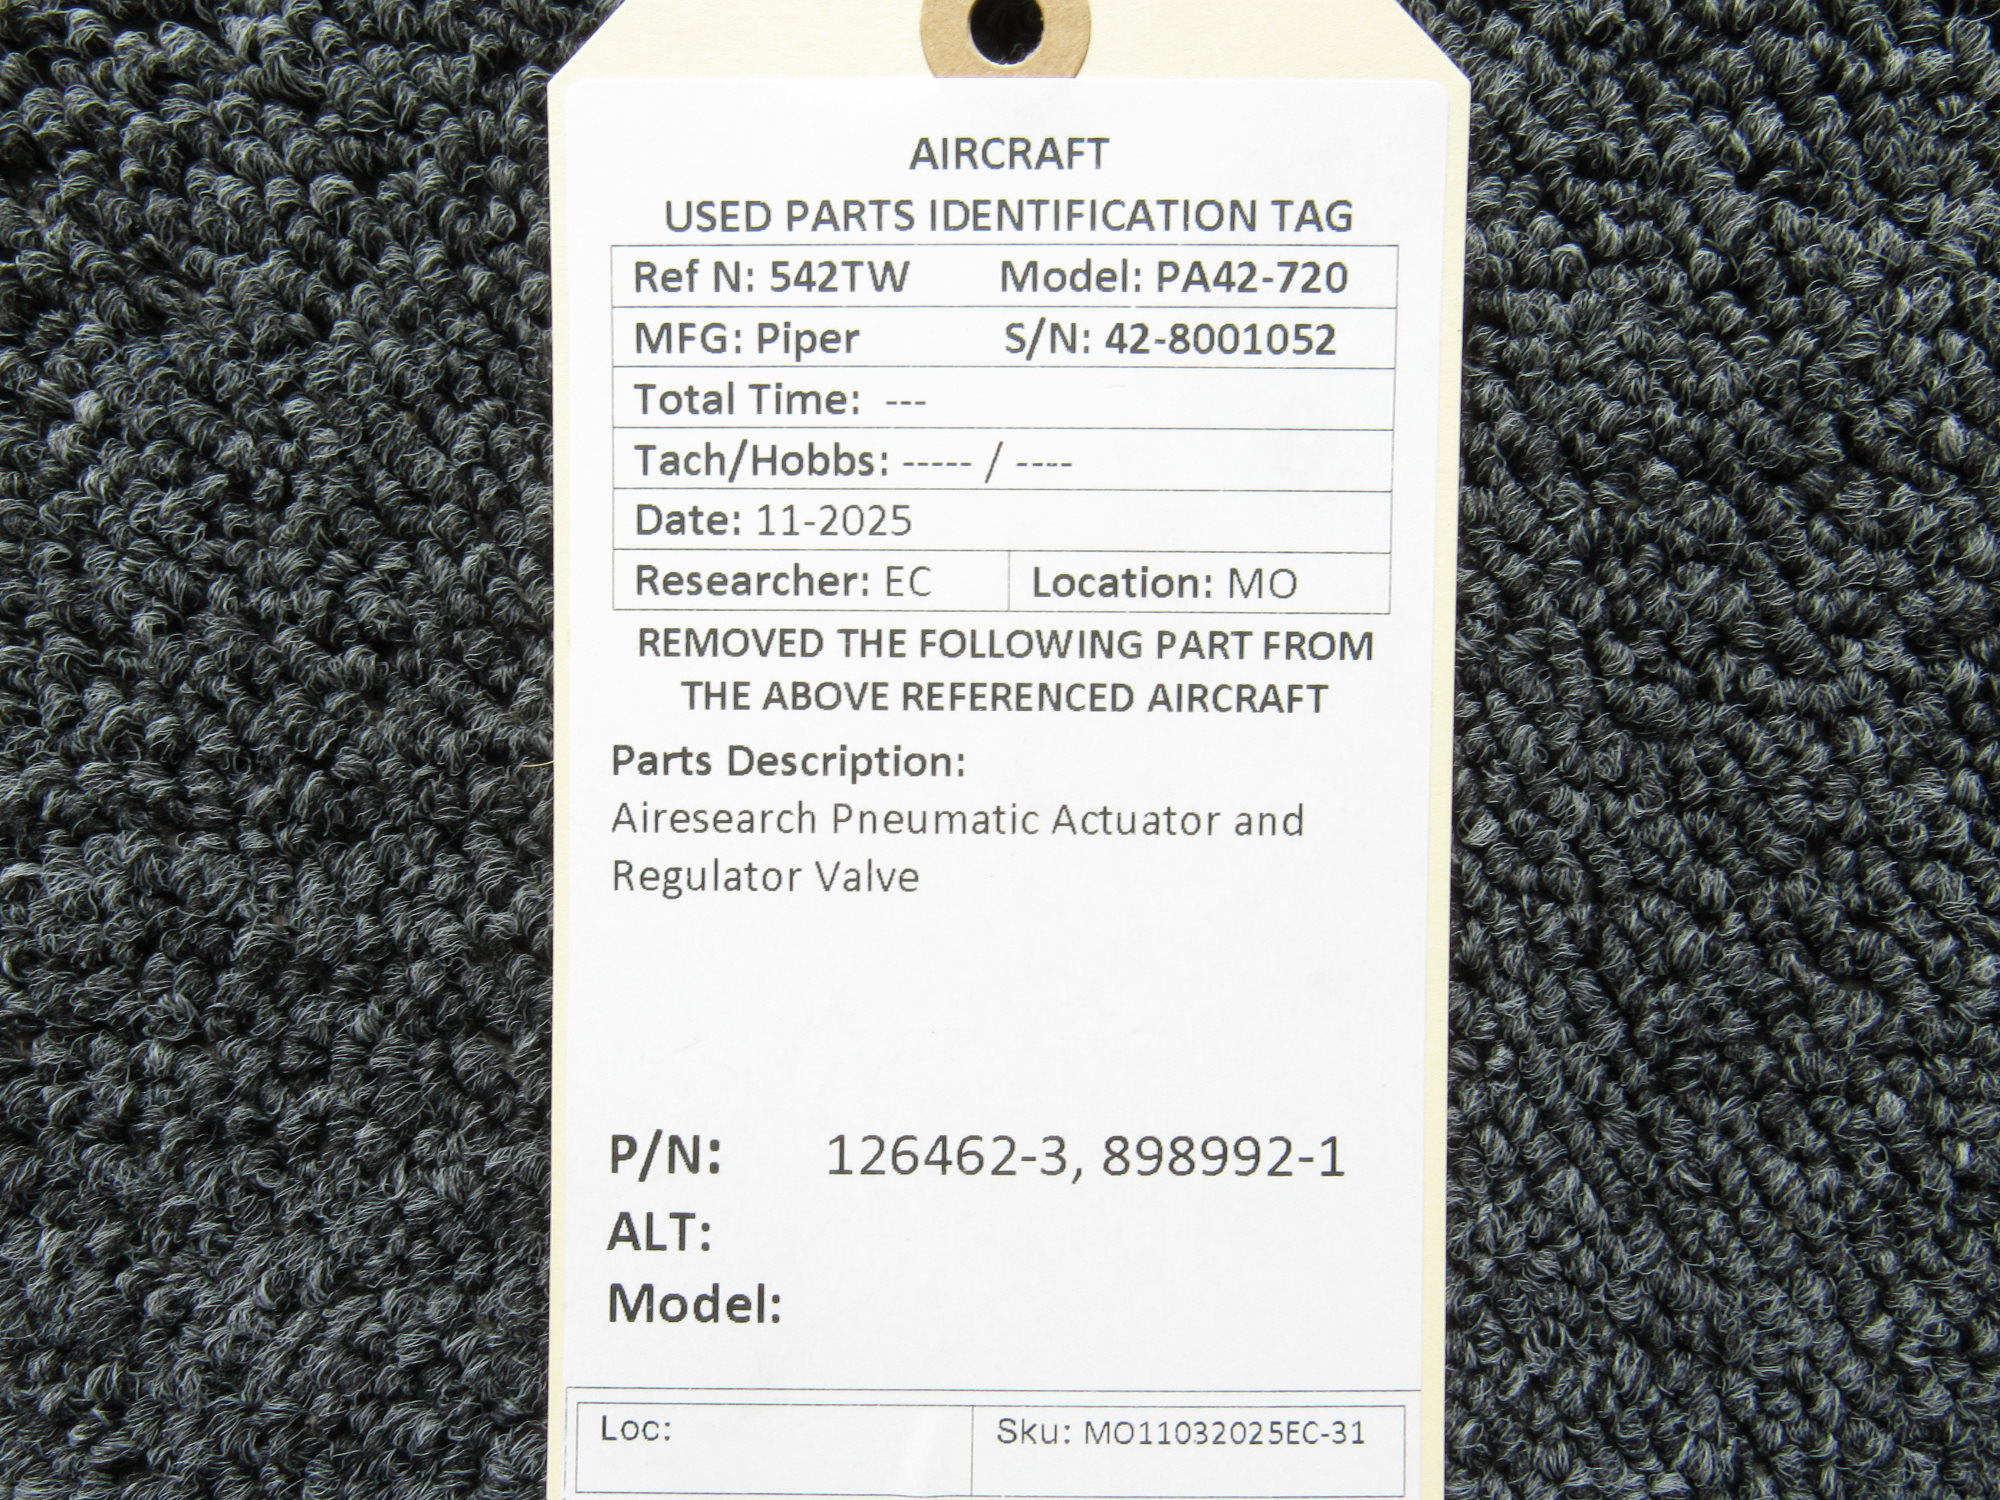 AIRCRAFT
USED PARTS IDENTIFICATION TAG
Ref N: 542TW Model: PA42-720
MFG: Piper S/N: 42-8001052
Total Time: ---
Tach/Hobbs: ----- / ----
Date: 11-2025
Researcher: EC Location: MO
REMOVED THE FOLLOWING PART FROM
THE ABOVE REFERENCED AIRCRAFT
Parts Description:
Airesearch Pneumatic Actuator and
Regulator Valve
P/N: 126462-3, 898992-1
ALT:
Model:
Loc: Sku: MO11032025EC-31